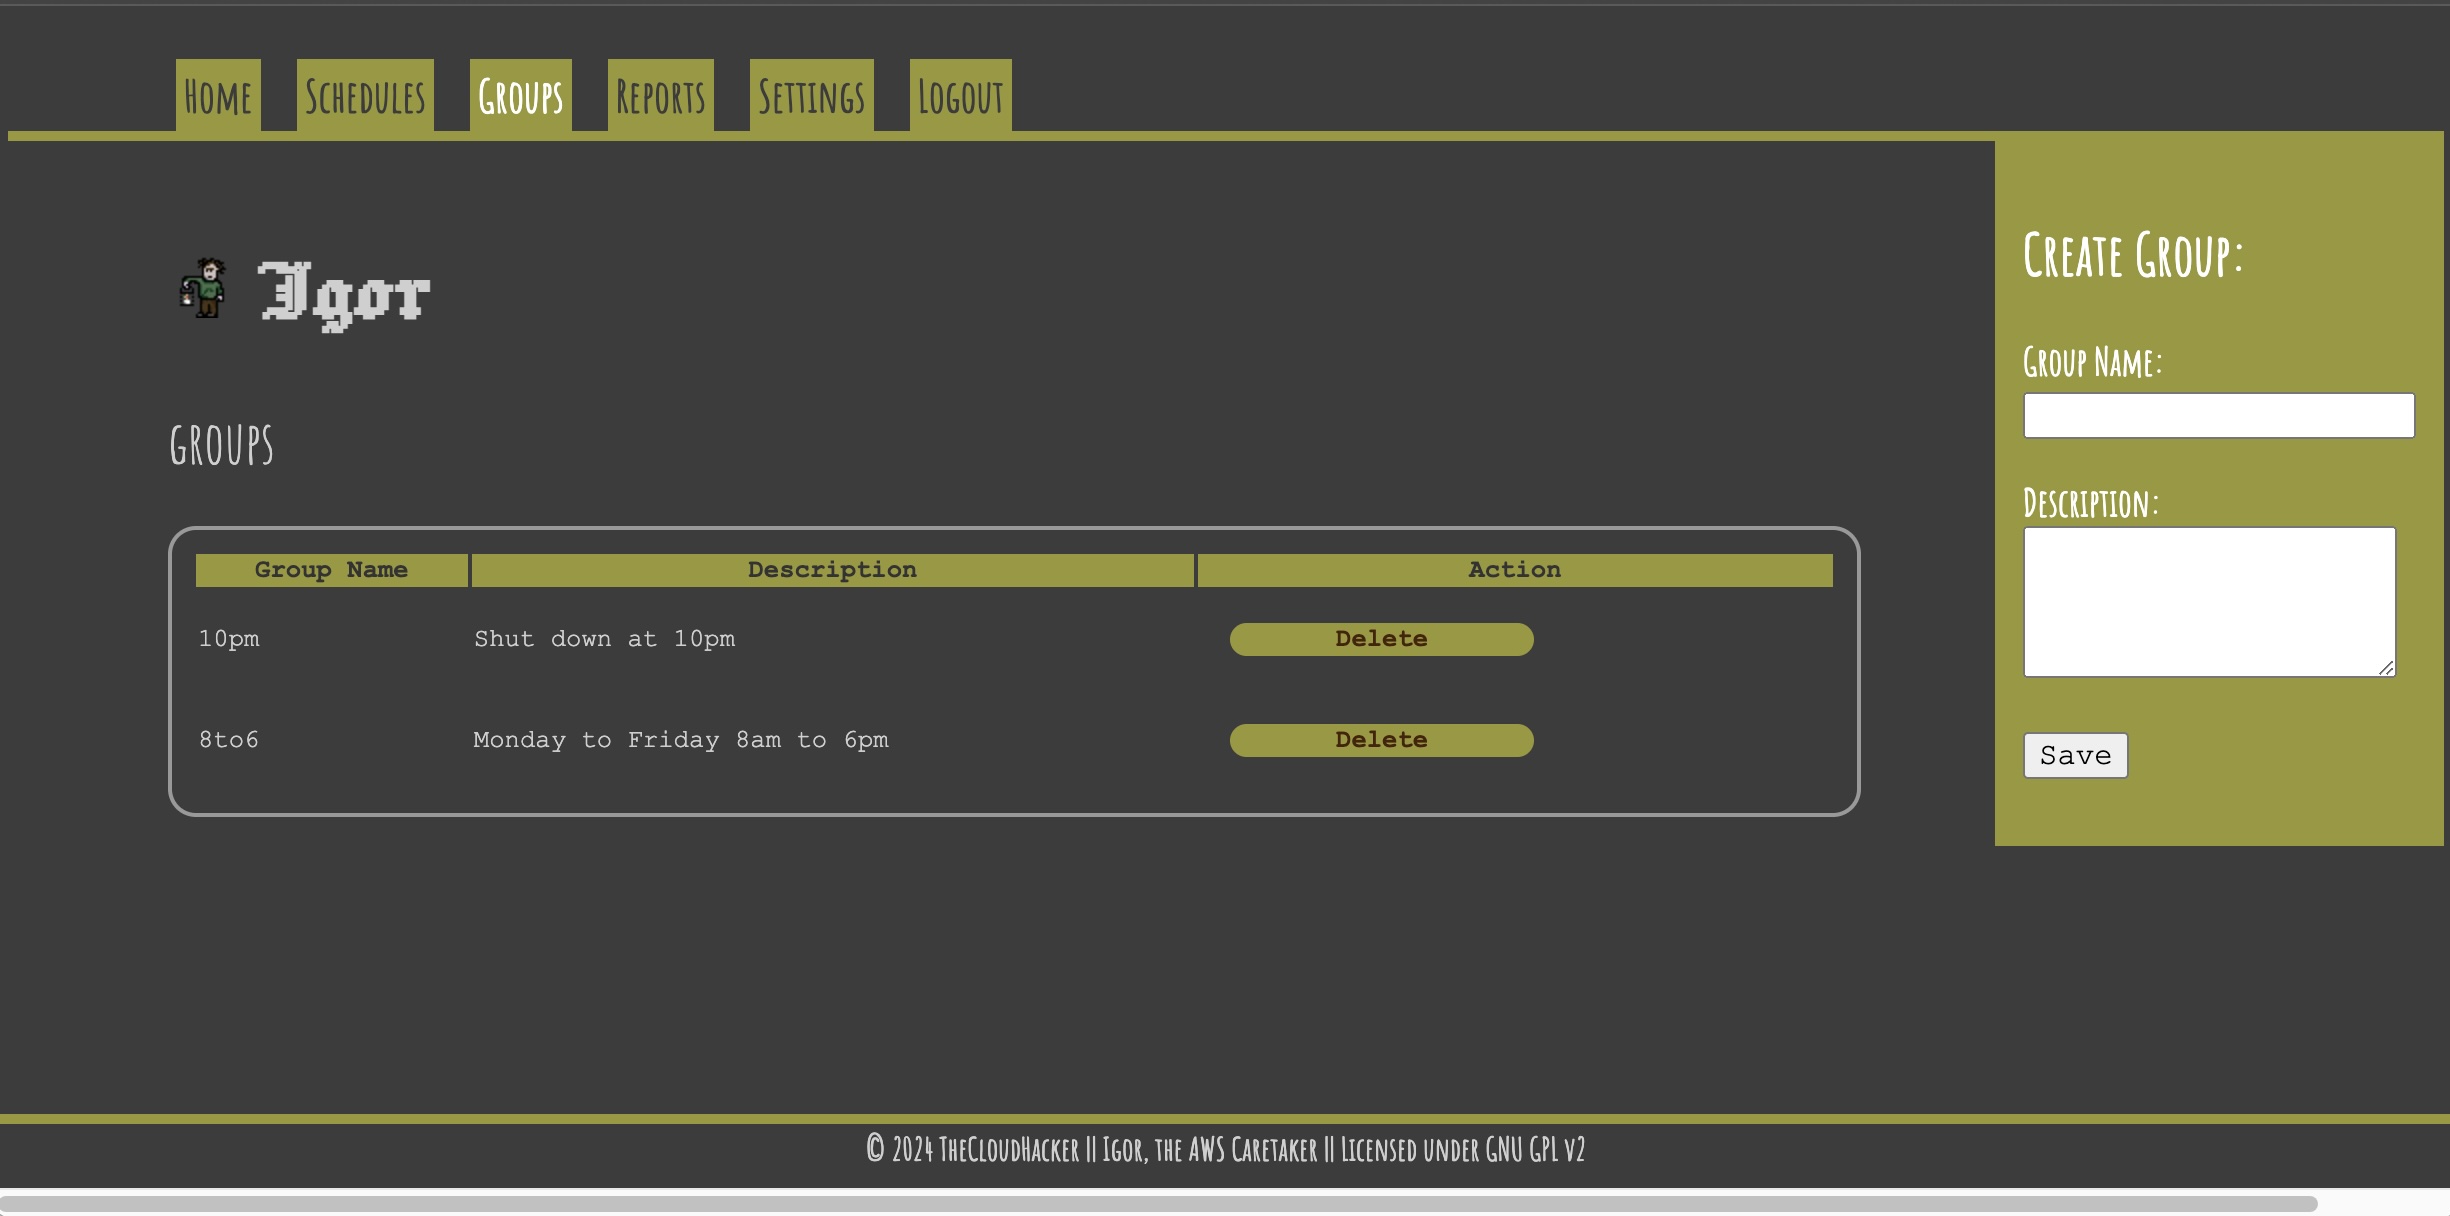 Home Schedules Groups Reports Settings Logout
Igor
GROUPS
Group Name Description Action
10pm Shut down at 10pm Delete
8to6 Monday to Friday 8am to 6pm Delete
Create Group:
Group Name:
Description:
Save
© 2024 TheCloudHacker || Igor, the AWS Caretaker || Licensed under GNU GPL v2